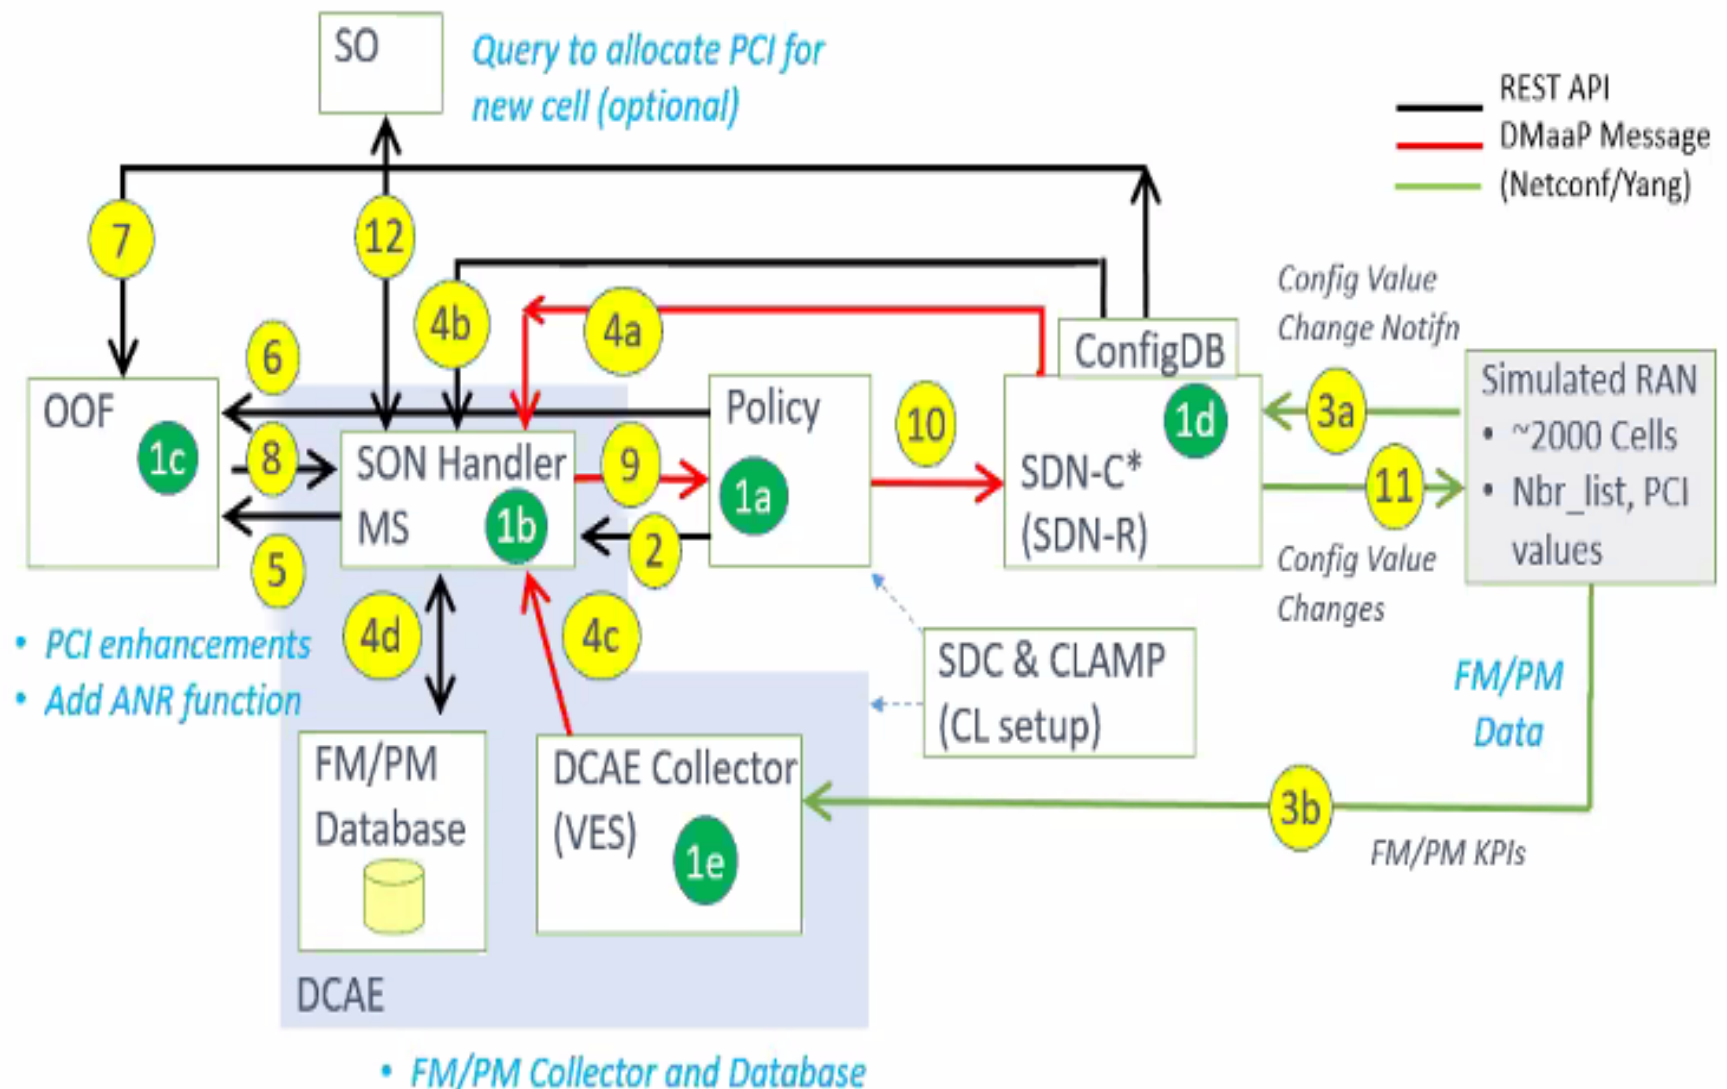 SO
Query to allocate PCI for
new cell (optional)
REST API
DMaaP Message
(Netconf/Yang)
7
12
4b
4a
6
ConfigDB
Config Value
Change Notifn
OOF
1c
8
5
SON Handler
MS
1b
9
2
Policy
1a
10
1d
SDN-C*
(SDN-R)
3a
11
Config Value
Changes
Simulated RAN
• ~2000 Cells
• Nbr_list, PCI
values
• PCI enhancements
• Add ANR function
4d
4c
SDC & CLAMP
(CL setup)
FM/PM
Data
FM/PM
Database
DCAE Collector
(VES)
1e
3b
FM/PM KPIs
DCAE
• FM/PM Collector and Database